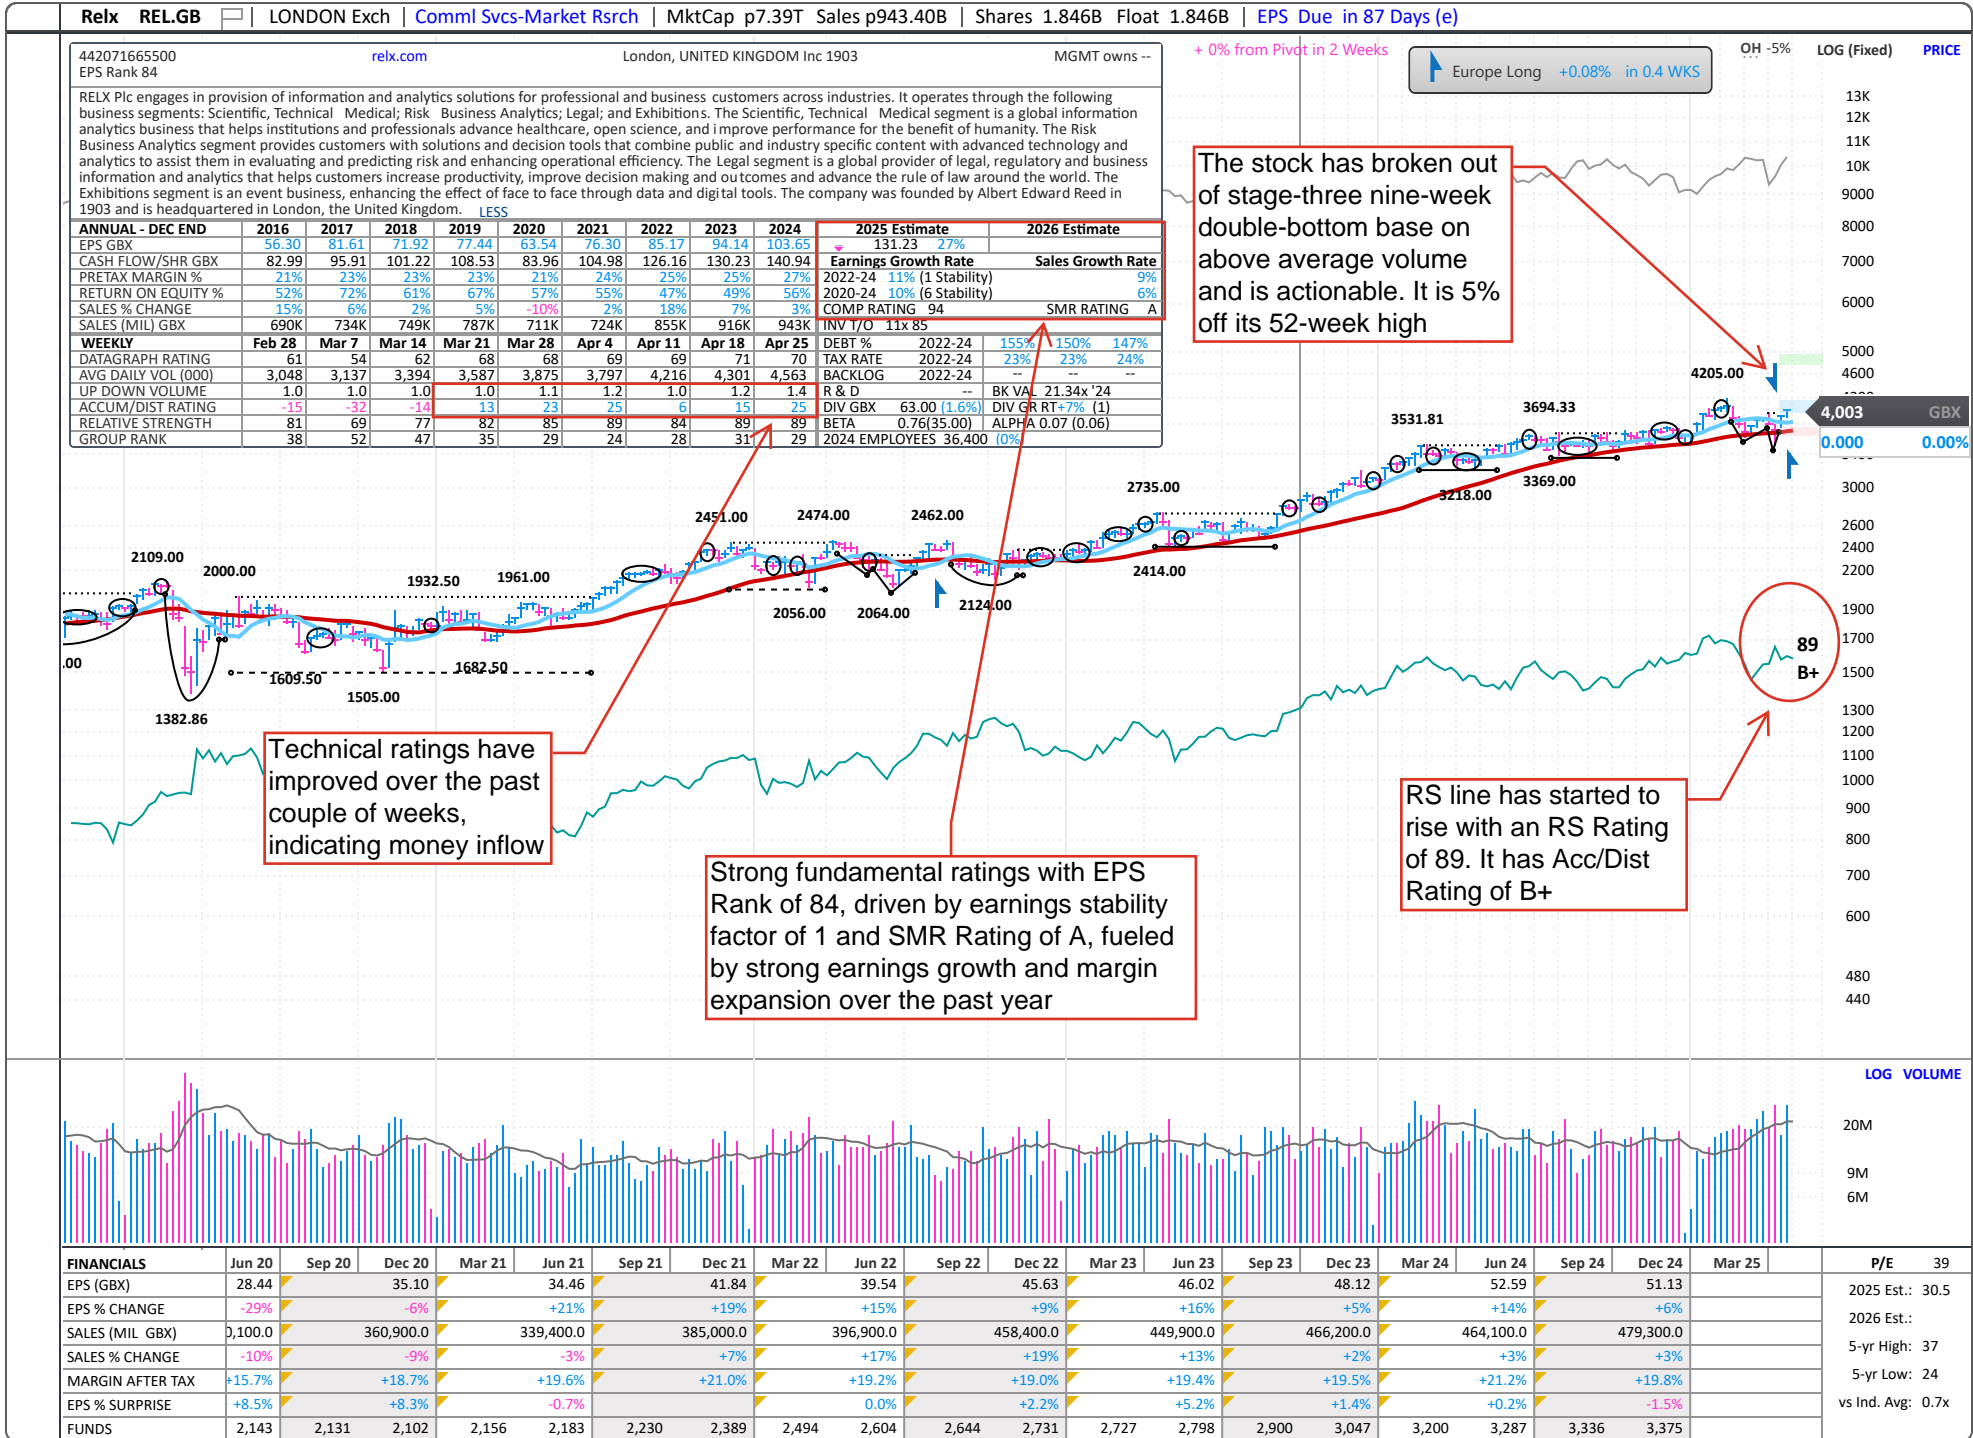 Relx REL.GB LONDON Exch Comml Svcs-Market Rsrch MktCap p7.39T Sales p943.40B Shares 1.846B Float 1.846B EPS Due in 87 Days (e)
442071665500 relx.com London, UNITED KINGDOM Inc 1903 MGMT owns --
EPS Rank 84
RELX Plc engages in provision of information and analytics solutions for professional and business customers across industries. It operates through the following
business segments: Scientific, Technical Medical; Risk Business Analytics; Legal; and Exhibitions. The Scientific, Technical Medical segment is a global information
analytics business that helps institutions and professionals advance healthcare, open science, and improve performance for the benefit of humanity. The Risk
Business Analytics segment provides customers with solutions and decision tools that combine public and industry specific content with advanced technology and
analytics to assist them in evaluating and predicting risk and enhancing operational efficiency. The Legal segment is a global provider of legal, regulatory and business
information and analytics that helps customers increase productivity, improve decision making and outcomes and advance the rule of law around the world. The
Exhibitions segment is an event business, enhancing the effect of face to face through data and digital tools. The company was founded by Albert Edward Reed in
1903 and is headquartered in London, the United Kingdom. LESS
ANNUAL - DEC END 2016 2017 2018 2019 2020 2021 2022 2023 2024 2025 Estimate 2026 Estimate
EPS GBX 56.30 81.61 71.92 77.44 63.54 76.30 85.17 94.14 103.65 131.23 27%
CASH FLOW/SHR GBX 82.99 95.91 101.22 108.53 83.96 104.98 126.16 130.23 140.94 Earnings Growth Rate Sales Growth Rate
PRETAX MARGIN % 21% 23% 23% 23% 21% 24% 25% 25% 27% 2022-24 11% (1 Stability) 9%
RETURN ON EQUITY % 52% 72% 61% 67% 57% 55% 47% 49% 56% 2020-24 10% (6 Stability) 6%
SALES % CHANGE 15% 6% 2% 5% -10% 2% 18% 7% 3% COMP RATING 94 SMR RATING A
SALES (MIL) GBX 690K 734K 749K 787K 711K 724K 855K 916K 943K INV T/O 11x 85
WEEKLY Feb 28 Mar 7 Mar 14 Mar 21 Mar 28 Apr 4 Apr 11 Apr 18 Apr 25 DEBT % 2022-24 155% 150% 147%
DATAGRAPH RATING 61 54 62 68 68 69 69 71 70 TAX RATE 2022-24 23% 23% 24%
AVG DAILY VOL (000) 3,048 3,137 3,394 3,587 3,875 3,797 4,216 4,301 4,563 BACKLOG 2022-24 -- -- --
UP DOWN VOLUME 1.0 1.0 1.0 1.0 1.1 1.2 1.0 1.2 1.4 R & D -- BK VAL 21.34x '24
ACCUM/DIST RATING -15 -32 -14 13 23 25 6 15 25 DIV GBX 63.00 (1.6%) DIV GR RT +7% (1)
RELATIVE STRENGTH 81 69 77 82 85 89 84 89 89 BETA 0.76(35.00) ALPHA 0.07 (0.06)
GROUP RANK 38 52 47 35 29 24 28 31 29 2024 EMPLOYEES 36,400 (0%)
+ 0% from Pivot in 2 Weeks
Europe Long +0.08% in 0.4 WKS
OH -5% LOG (Fixed) PRICE
The stock has broken out
of stage-three nine-week
double-bottom base on
above average volume
and is actionable. It is 5%
off its 52-week high
13K
12K
11K
10K
9000
8000
7000
6000
5000
4600
4,003 GBX
0.000 0.00%
3000
2600
2400
2200
1900
1700
1500
1300
1200
1100
1000
900
800
700
600
480
440
4205.00
3694.33
3531.81
3369.00
3218.00
2735.00
2414.00
2462.00
2474.00
2451.00
2124.00
2064.00
2056.00
1961.00
1932.50
2109.00
2000.00
1682.50
1609.50
1505.00
1382.86
.00
89
B+
Technical ratings have
improved over the past
couple of weeks,
indicating money inflow
Strong fundamental ratings with EPS
Rank of 84, driven by earnings stability
factor of 1 and SMR Rating of A, fueled
by strong earnings growth and margin
expansion over the past year
RS line has started to
rise with an RS Rating
of 89. It has Acc/Dist
Rating of B+
LOG VOLUME
20M
9M
6M
FINANCIALS Jun 20 Sep 20 Dec 20 Mar 21 Jun 21 Sep 21 Dec 21 Mar 22 Jun 22 Sep 22 Dec 22 Mar 23 Jun 23 Sep 23 Dec 23 Mar 24 Jun 24 Sep 24 Dec 24 Mar 25
EPS (GBX) 28.44 35.10 34.46 41.84 39.54 45.63 46.02 48.12 52.59 51.13
EPS % CHANGE -29% -6% +21% +19% +15% +9% +16% +5% +14% +6%
SALES (MIL GBX) 0,100.0 360,900.0 339,400.0 385,000.0 396,900.0 458,400.0 449,900.0 466,200.0 464,100.0 479,300.0
SALES % CHANGE -10% -9% -3% +7% +17% +19% +13% +2% +3% +3%
MARGIN AFTER TAX +15.7% +18.7% +19.6% +21.0% +19.2% +19.0% +19.4% +19.5% +21.2% +19.8%
EPS % SURPRISE +8.5% +8.3% -0.7% 0.0% +2.2% +5.2% +1.4% +0.2% -1.5%
FUNDS 2,143 2,131 2,102 2,156 2,183 2,230 2,389 2,494 2,604 2,644 2,731 2,727 2,798 2,900 3,047 3,200 3,287 3,336 3,375
P/E 39
2025 Est.: 30.5
2026 Est.:
5-yr High: 37
5-yr Low: 24
vs Ind. Avg: 0.7x